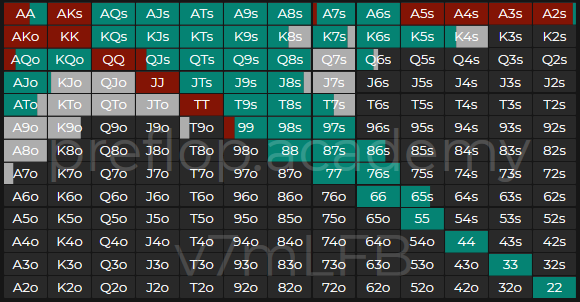 AA AKs AQs AJs ATs A9s A8s A7s A6s A5s A4s A3s A2s
AKo KK KQs KJs KTs K9s K8s K7s K6s K5s K4s K3s K2s
AQo KQo QQ QJs QTs Q9s Q8s Q7s Q6s Q5s Q4s Q3s Q2s
AJo KJo QJo JJ JTs J9s J8s J7s J6s J5s J4s J3s J2s
ATo KTo QTo JTo TT T9s T8s T7s T6s T5s T4s T3s T2s
A9o K9o Q9o J9o T9o 99 98s 97s 96s 95s 94s 93s 92s
A8o K8o Q8o J8o T8o 98o 88 87s 86s 85s 84s 83s 82s
preflop.academy
A7o K7o Q7o J7o T7o 97o 87o 77 76s 75s 74s 73s 72s
A6o K6o Q6o J6o T6o 96o 86o 76o 66 65s 64s 63s 62s
A5o K5o Q5o J5o T5o 95o 85o 75o 65o 55 54s 53s 52s
A4o K4o Q4o J4o T4o 94o 84o 74o 64o 54o 44 43s 42s
v7mLFB
A3o K3o Q3o J3o T3o 93o 83o 73o 63o 53o 43o 33 32s
A2o K2o Q2o J2o T2o 92o 82o 72o 62o 52o 42o 32o 22